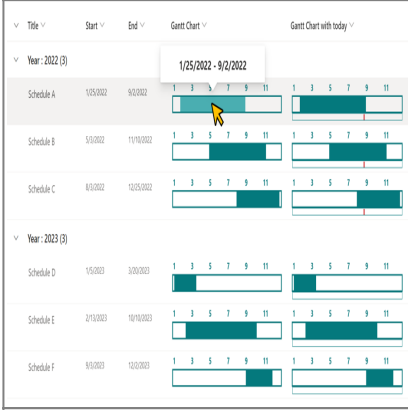 Title Start End Gantt Chart Gantt Chart with today
Year : 2022 (3)
1/25/2022 - 9/2/2022
Schedule A 1/25/2022 9/2/2022 1 3 5 7 9 11 1 3 5 7 9 11
Schedule B 5/3/2022 11/10/2022 1 3 5 7 9 11 1 3 5 7 9 11
Schedule C 8/3/2022 12/25/2022 1 3 5 7 9 11 1 3 5 7 9 11
Year : 2023 (3)
Schedule D 1/5/2023 3/20/2023 1 3 5 7 9 11 1 3 5 7 9 11
Schedule E 2/13/2023 10/10/2023 1 3 5 7 9 11 1 3 5 7 9 11
Schedule F 9/3/2023 12/2/2023 1 3 5 7 9 11 1 3 5 7 9 11